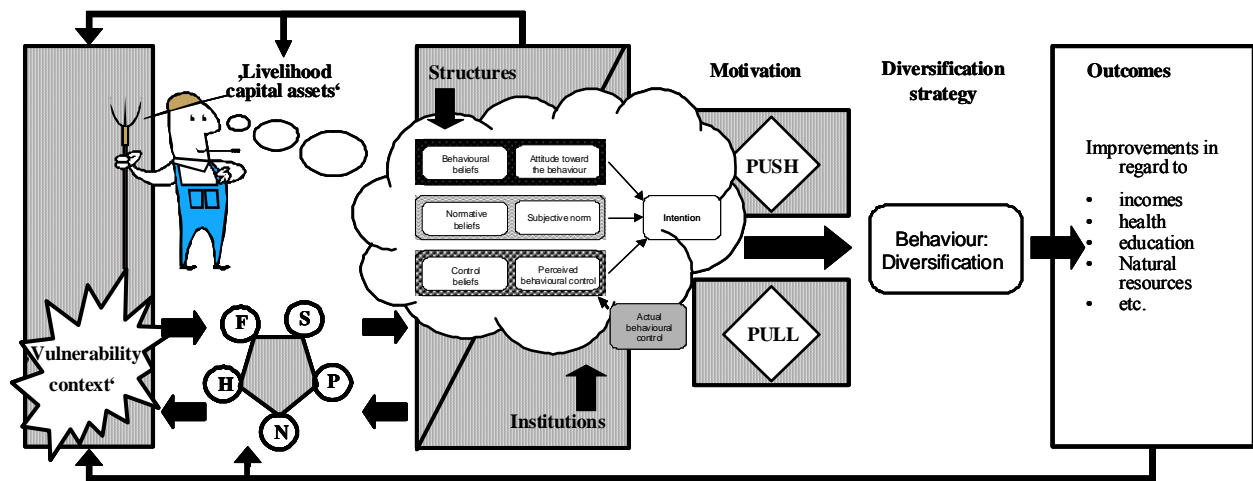 ‚Livelihood
capital assets‘
Structures
Motivation
Diversification
strategy
Outcomes
Behavioural
beliefs
Attitude toward
the behaviour
Normative
beliefs
Subjective norm
Control
beliefs
Perceived
behavioural control
Intention
Actual
behavioural
control
PUSH
PULL
Behaviour:
Diversification
Improvements in
regard to
• incomes
• health
• education
• Natural
resources
• etc.
‚Vulnerability
context‘
F
S
H
P
N
Institutions